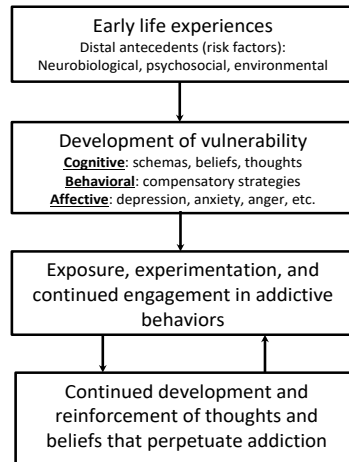 Early life experiences
Distal antecedents (risk factors):
Neurobiological, psychosocial, environmental
Development of vulnerability
Cognitive: schemas, beliefs, thoughts
Behavioral: compensatory strategies
Affective: depression, anxiety, anger, etc.
Exposure, experimentation, and
continued engagement in addictive
behaviors
Continued development and
reinforcement of thoughts and
beliefs that perpetuate addiction